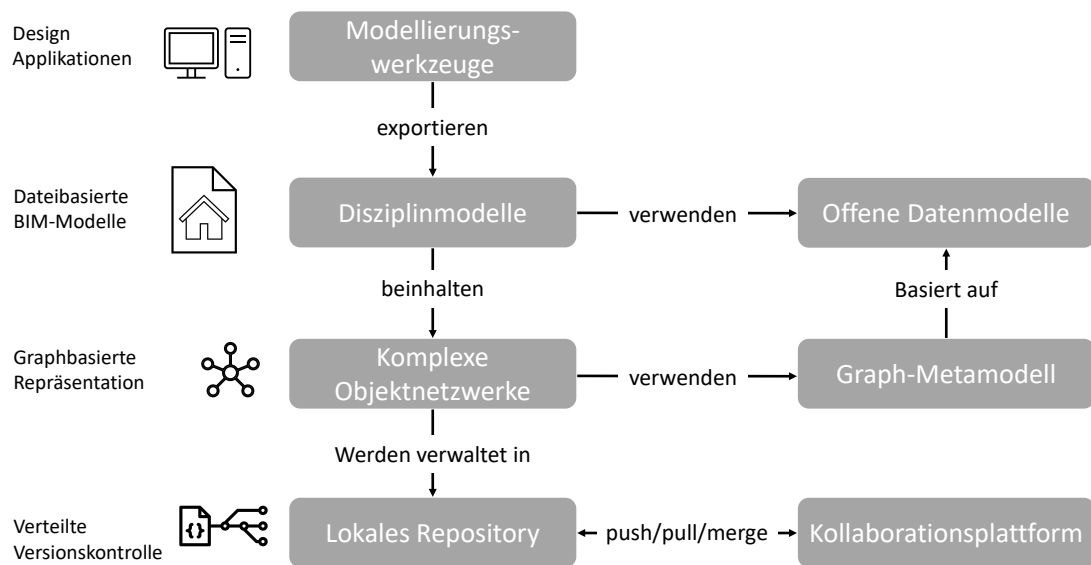 Design
Applikationen
Modellierungs-
werkzeuge
exportieren
Dateibasierte
BIM-Modelle
Disziplinmodelle
verwenden
Offene Datenmodelle
beinhalten
Basiert auf
Graphbasierte
Repräsentation
Komplexe
Objektnetzwerke
verwenden
Graph-Metamodell
Werden verwaltet in
Verteilte
Versionskontrolle
{}
Lokales Repository
push/pull/merge
Kollaborationsplattform